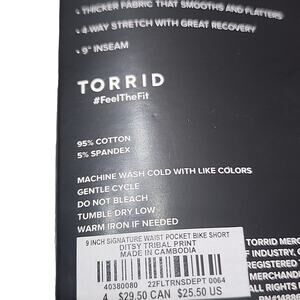 • THICKER FABRIC THAT SMOOTHS AND FLATTERS
• 4-WAY STRETCH WITH GREAT RECOVERY
• 9" INSEAM
TORRID
#FeelTheFit
95% COTTON
5% SPANDEX
MACHINE WASH COLD WITH LIKE COLORS
GENTLE CYCLE
DO NOT BLEACH
TUMBLE DRY LOW
WARM IRON IF NEEDED
9 INCH SIGNATURE WAIST POCKET BIKE SHORT
DITSY TRIBAL PRINT
MADE IN CAMBODIA
40380080 22FLTRNSDEPT 0064
4 $29.50 CAN $25.50 US
TORRID MERC
OF INDUSTRY, C
REGISTERED T
MERCHANDI
ALL RIGHTS